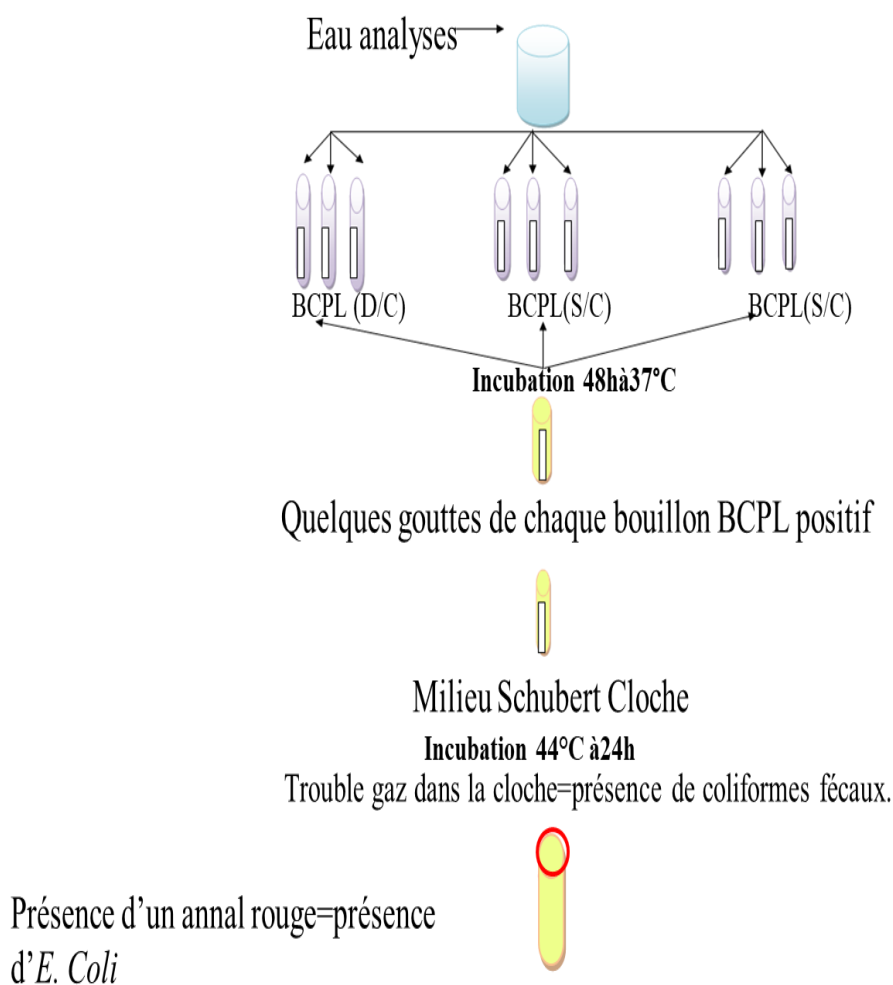 Eau analyses
BCPL (D/C) BCPL(S/C) BCPL(S/C)
Incubation 48hà37°C
Quelques gouttes de chaque bouillon BCPL positif
Milieu Schubert Cloche
Incubation 44°C à24h
Trouble gaz dans la cloche=présence de coliformes fécaux.
Présence d’un annal rouge=présence
d’E. Coli